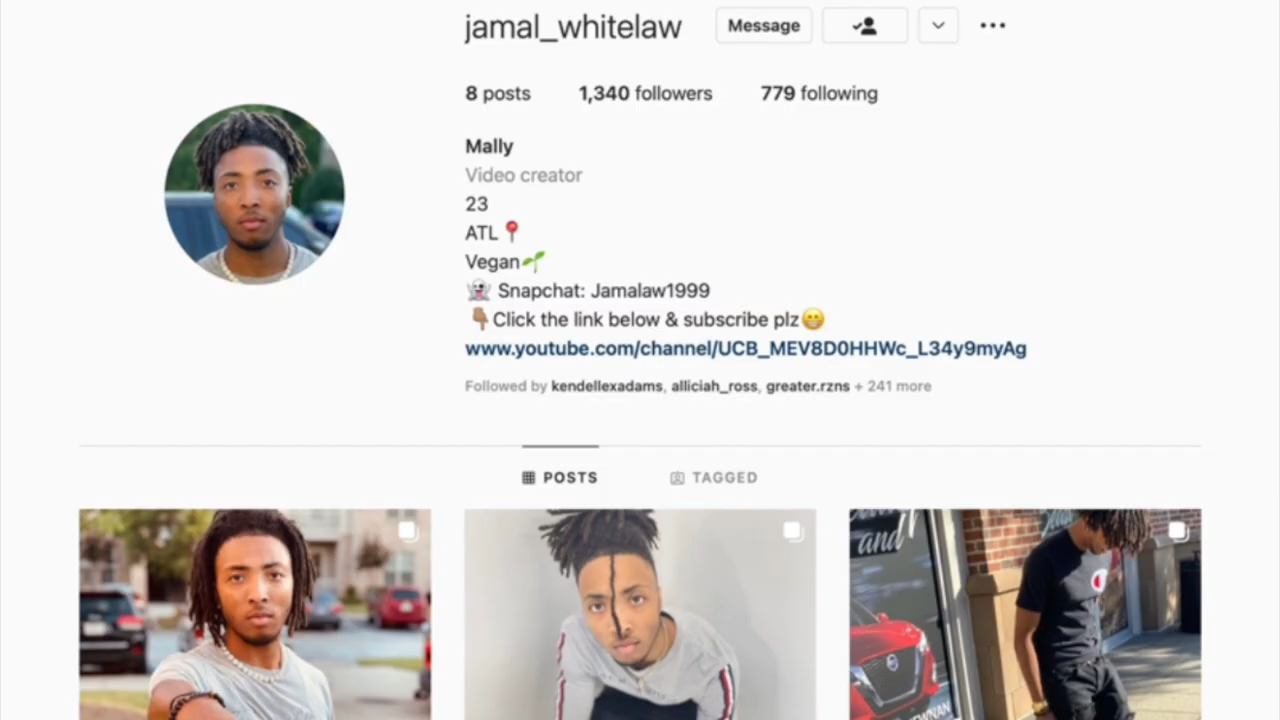 jamal_whitelaw Message
8 posts 1,340 followers 779 following
Mally
Video creator
23
ATL📍
Vegan🌱
👻 Snapchat: Jamalaw1999
👇🏽Click the link below & subscribe plz😁
www.youtube.com/channel/UCB_MEV8D0HHWc_L34y9myAg
Followed by kendellexadams, alliciah_ross, greater.rzns + 241 more
POSTS TAGGED
and
EWNAN